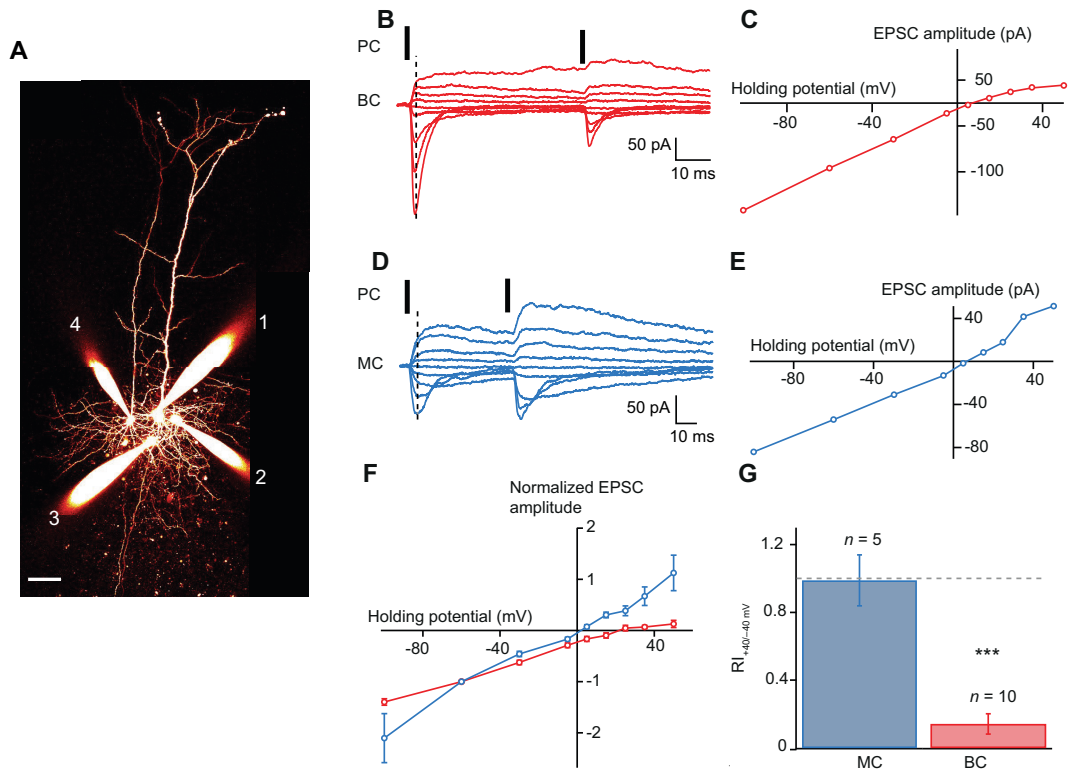 A
4
1
2
3
B
PC
BC
50 pA
10 ms
C
EPSC amplitude (pA)
Holding potential (mV)
50
-80
-40
40
-50
-100
D
PC
MC
50 pA
10 ms
E
EPSC amplitude (pA)
40
Holding potential (mV)
-80
-40
40
-40
-80
F
Normalized EPSC
amplitude
2
1
Holding potential (mV)
-80
-40
40
-1
-2
G
1.2
0.8
0.4
0
RI+40/–40 mV
n = 5
***
n = 10
MC
BC